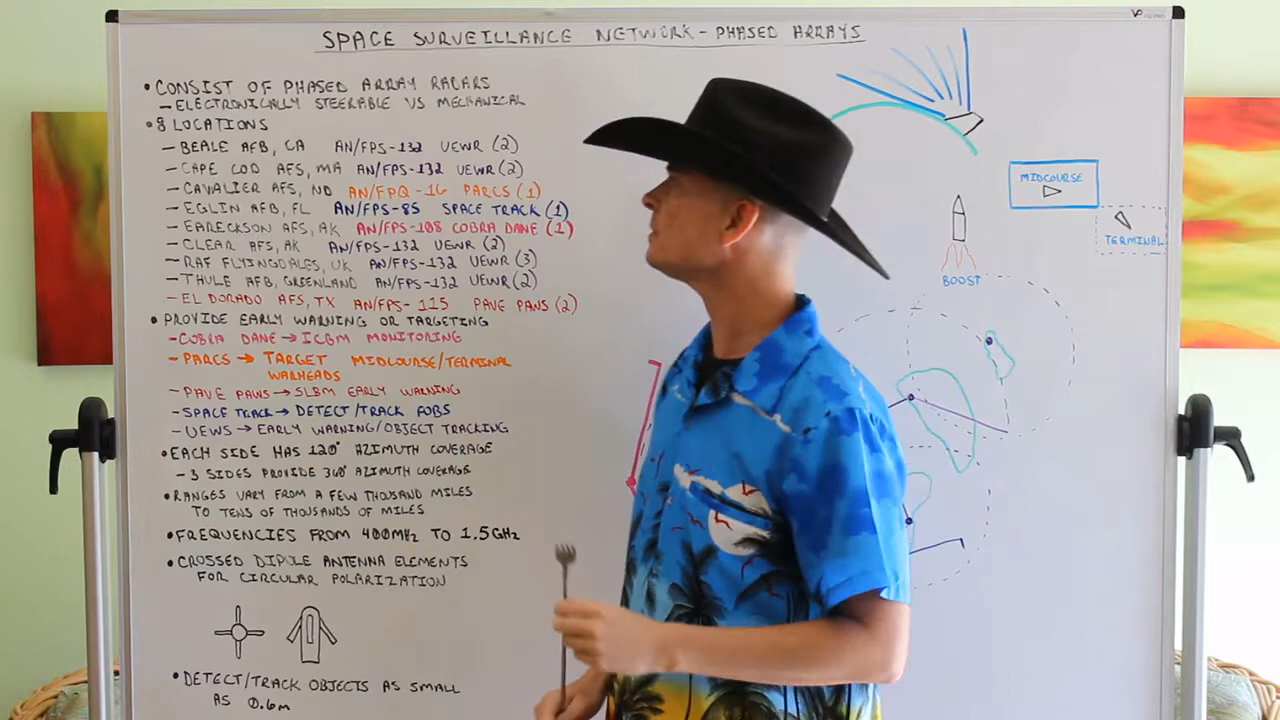 SPACE SURVEILLANCE NETWORK - PHASED ARRAYS
• CONSIST OF PHASED ARRAY RADARS
- ELECTRONICALLY STEERABLE VS MECHANICAL
• 8 LOCATIONS
- BEALE AFB, CA AN/FPS-132 UEWR (2)
- CAPE COD AFS, MA AN/FPS-132 UEWR (2)
- CAVALIER AFS, ND AN/FPQ-16 PARCS (1)
- EGLIN AFB, FL AN/FPS-85 SPACE TRACK (1)
- EARECKSON AFS, AK AN/FPS-108 COBRA DANE (1)
- CLEAR AFS, AK AN/FPS-132 UEWR (2)
- RAF FLYINGDALES, UK AN/FPS-132 UEWR (3)
- THULE AFB, GREENLAND AN/FPS-132 UEWR (2)
- EL DORADO AFS, TX AN/FPS-115 PAVE PAWS (2)
• PROVIDE EARLY WARNING OR TARGETING
- COBRA DANE → ICBM MONITORING
- PARCS → TARGET MIDCOURSE/TERMINAL
WARHEADS
- PAVE PAWS → SLBM EARLY WARNING
- SPACE TRACK → DETECT/TRACK FOBS
- UEWS → EARLY WARNING/OBJECT TRACKING
• EACH SIDE HAS 120° AZIMUTH COVERAGE
- 3 SIDES PROVIDE 360° AZIMUTH COVERAGE
• RANGES VARY FROM A FEW THOUSAND MILES
TO TENS OF THOUSANDS OF MILES
• FREQUENCIES FROM 400MHz TO 1.5GHz
• CROSSED DIPOLE ANTENNA ELEMENTS
FOR CIRCULAR POLARIZATION
• DETECT/TRACK OBJECTS AS SMALL
AS 0.6m
MIDCOURSE
TERMINAL
BOOST